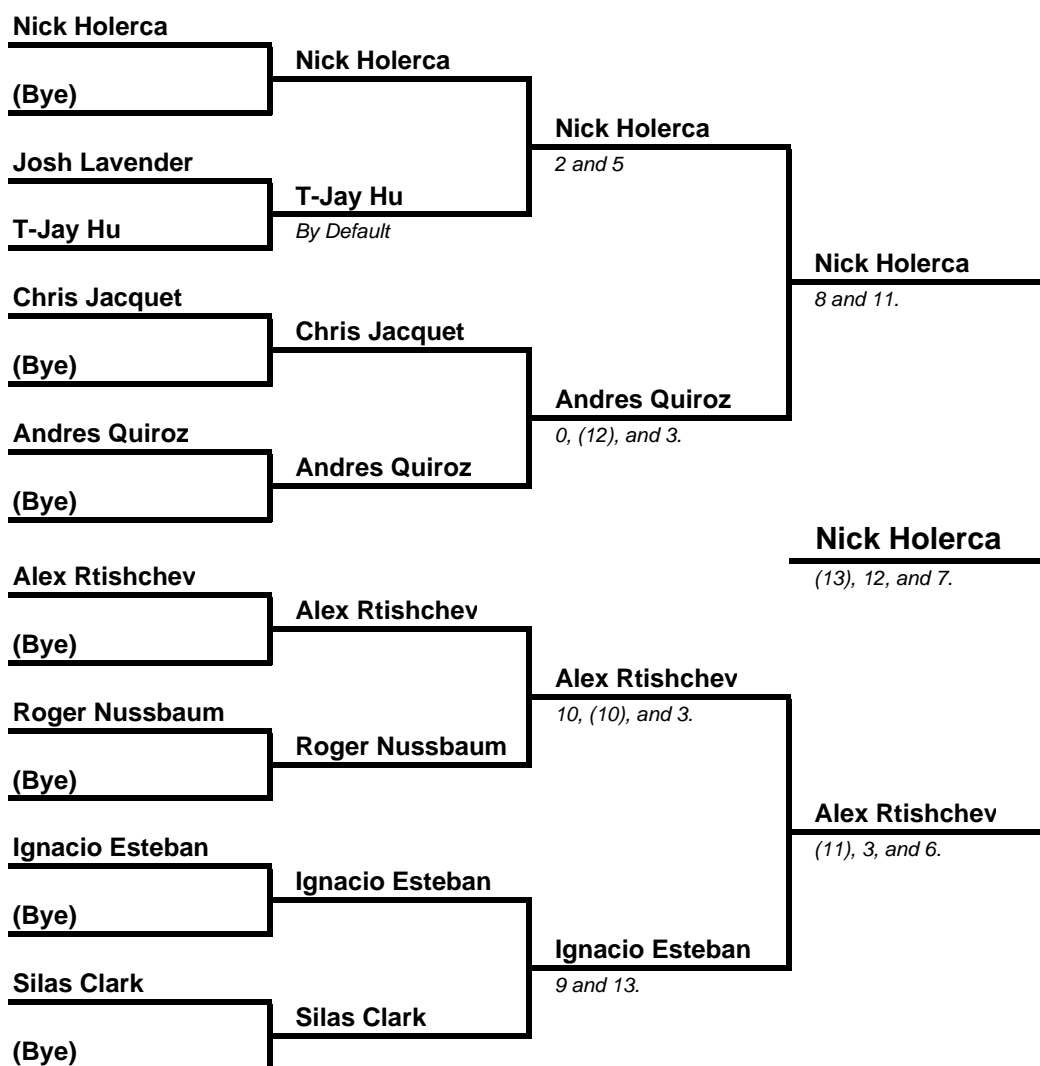 Nick Holerca
(Bye)
Josh Lavender
T-Jay Hu
Chris Jacquet
(Bye)
Andres Quiroz
(Bye)
Alex Rtishchev
(Bye)
Roger Nussbaum
(Bye)
Ignacio Esteban
(Bye)
Silas Clark
(Bye)
Nick Holerca
T-Jay Hu
By Default
Chris Jacquet
Andres Quiroz
Alex Rtishchev
Roger Nussbaum
Ignacio Esteban
Silas Clark
Nick Holerca
2 and 5
Andres Quiroz
0, (12), and 3.
Alex Rtishchev
10, (10), and 3.
Ignacio Esteban
9 and 13.
Nick Holerca
8 and 11.
Nick Holerca
(13), 12, and 7.
Alex Rtishchev
(11), 3, and 6.